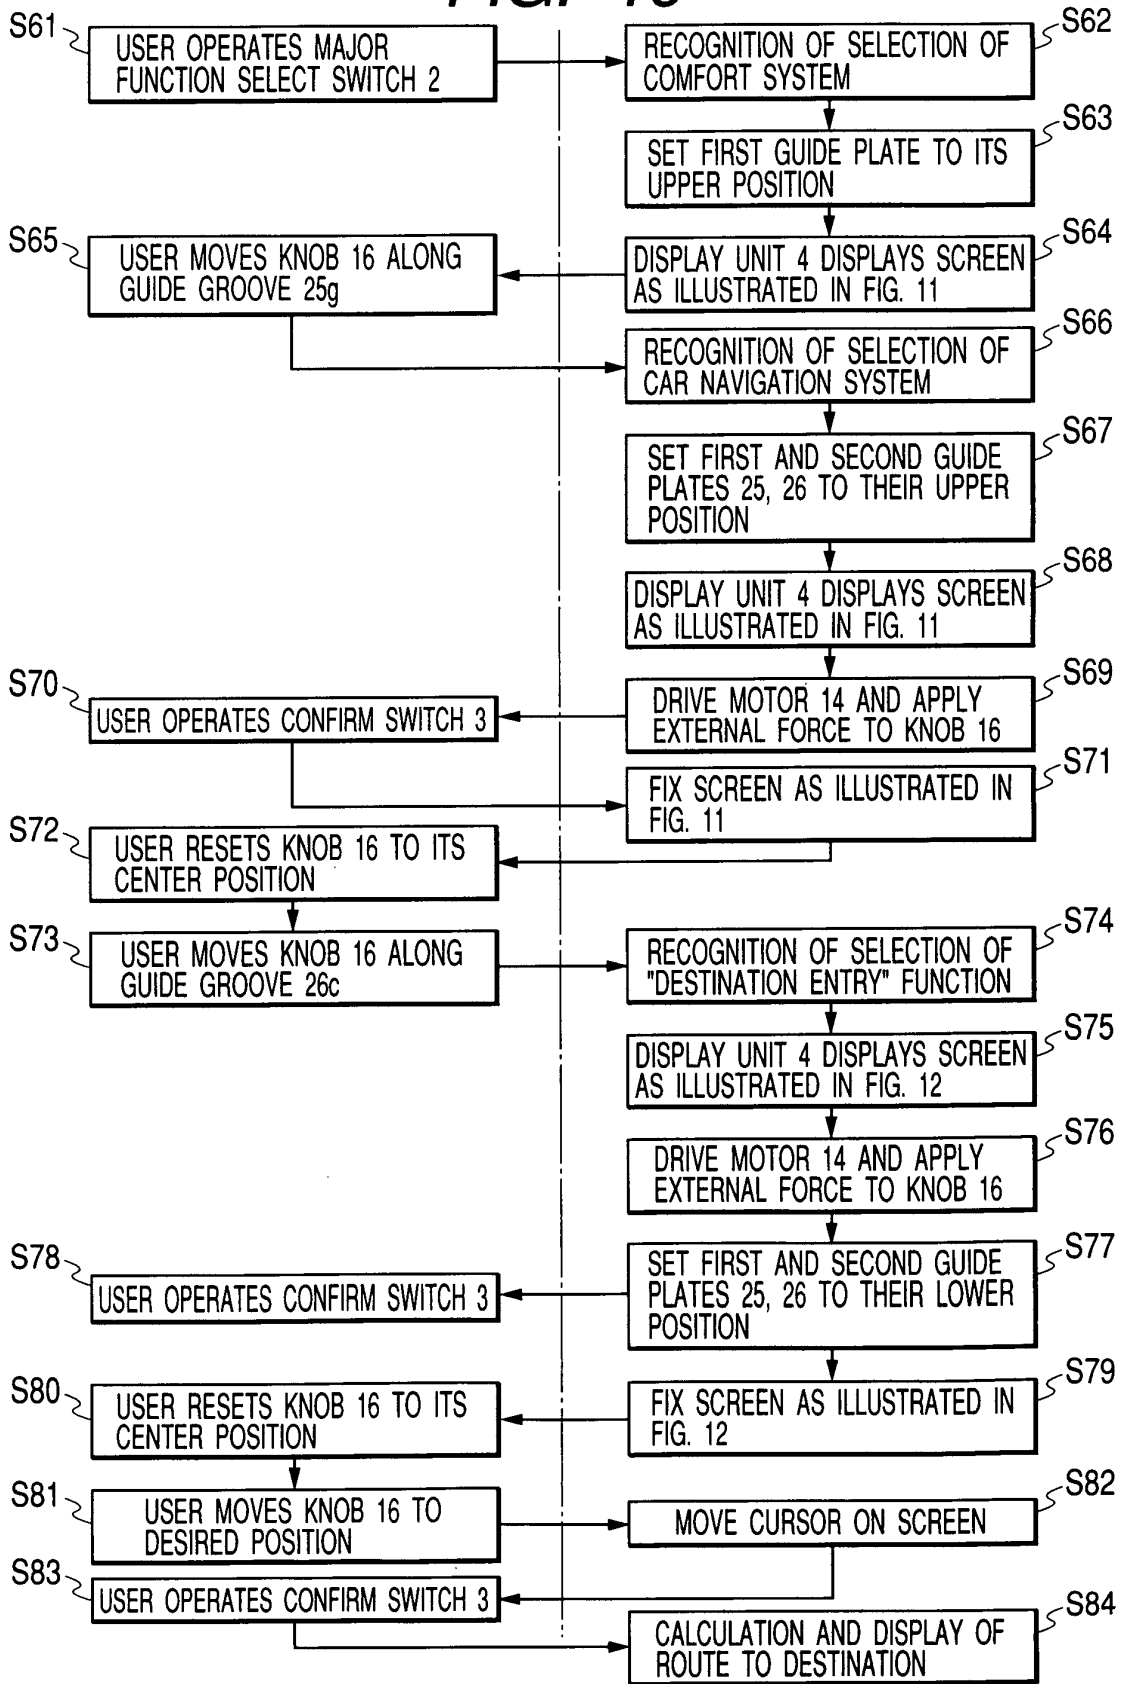 S61
USER OPERATES MAJOR
FUNCTION SELECT SWITCH 2
S62
RECOGNITION OF SELECTION OF
COMFORT SYSTEM
S63
SET FIRST GUIDE PLATE TO ITS
UPPER POSITION
S64
DISPLAY UNIT 4 DISPLAYS SCREEN
AS ILLUSTRATED IN FIG. 11
S65
USER MOVES KNOB 16 ALONG
GUIDE GROOVE 25g
S66
RECOGNITION OF SELECTION OF
CAR NAVIGATION SYSTEM
S67
SET FIRST AND SECOND GUIDE
PLATES 25, 26 TO THEIR UPPER
POSITION
S68
DISPLAY UNIT 4 DISPLAYS SCREEN
AS ILLUSTRATED IN FIG. 11
S69
DRIVE MOTOR 14 AND APPLY
EXTERNAL FORCE TO KNOB 16
S70
USER OPERATES CONFIRM SWITCH 3
S71
FIX SCREEN AS ILLUSTRATED IN
FIG. 11
S72
USER RESETS KNOB 16 TO ITS
CENTER POSITION
S73
USER MOVES KNOB 16 ALONG
GUIDE GROOVE 26c
S74
RECOGNITION OF SELECTION OF
"DESTINATION ENTRY" FUNCTION
S75
DISPLAY UNIT 4 DISPLAYS SCREEN
AS ILLUSTRATED IN FIG. 12
S76
DRIVE MOTOR 14 AND APPLY
EXTERNAL FORCE TO KNOB 16
S77
SET FIRST AND SECOND GUIDE
PLATES 25, 26 TO THEIR LOWER
POSITION
S78
USER OPERATES CONFIRM SWITCH 3
S79
FIX SCREEN AS ILLUSTRATED IN
FIG. 12
S80
USER RESETS KNOB 16 TO ITS
CENTER POSITION
S81
USER MOVES KNOB 16 TO
DESIRED POSITION
S82
MOVE CURSOR ON SCREEN
S83
USER OPERATES CONFIRM SWITCH 3
S84
CALCULATION AND DISPLAY OF
ROUTE TO DESTINATION